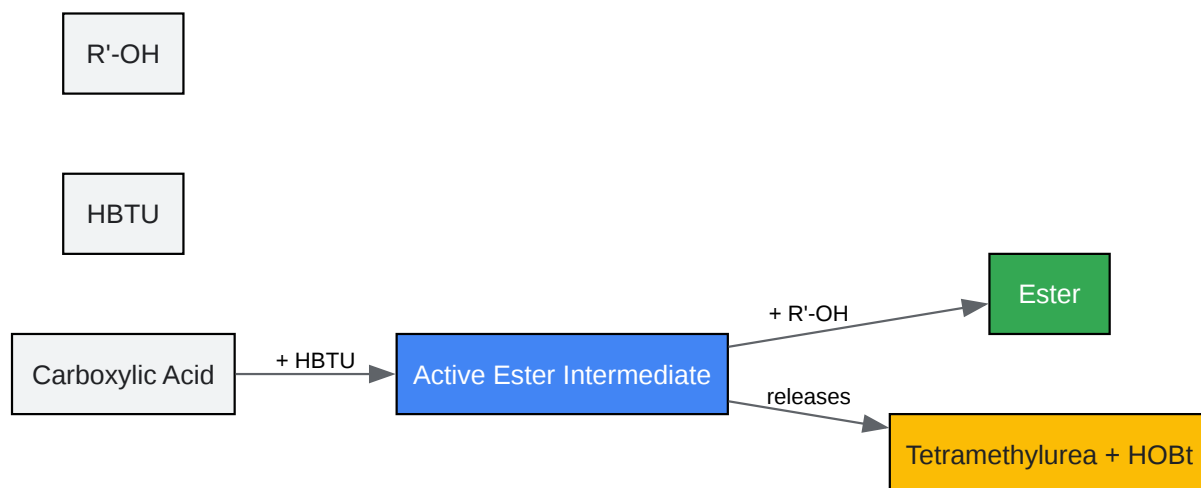 R'-OH
HBTU
Carboxylic Acid
+ HBTU
Active Ester Intermediate
+ R'-OH
releases
Ester
Tetramethylurea + HOBt